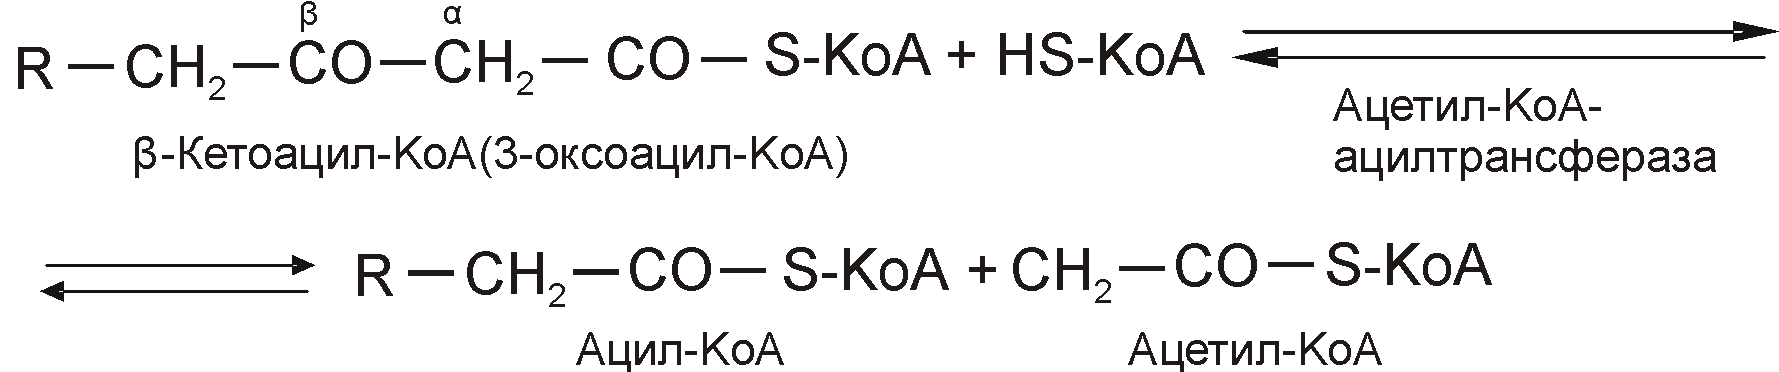 β α
R — CH₂ — CO — CH₂ — CO — S-KoA + HS-KoA
Ацетил-КоА-
β-Кетоацил-КоА(3-оксоацил-КоА)
ацилтрансфераза
R — CH₂ — CO — S-KoA + CH₂ — CO — S-KoA
Ацил-КоА Ацетил-КоА